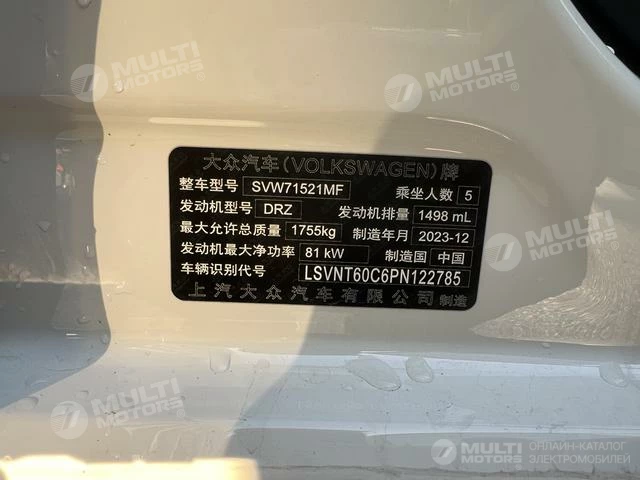 大众汽车(VOLKSWAGEN)牌
整车型号 SVW71521MF 乘坐人数 5
发动机型号 DRZ 发动机排量 1498 mL
最大允许总质量 1755kg 制造年月 2023-12
发动机最大净功率 81 kW 制造国 中国
车辆识别代号 LSVNT60C6PN122785
上汽大众汽车有限公司 制造
MULTI MOTORS®
MULTI MOTORS®
MULTI MOTORS®
MULTI MOTORS®
MULTI MOTORS®
MULTI MOTORS ОНЛАЙН-КАТАЛОГ ЭЛЕКТРОМОБИЛЕЙ